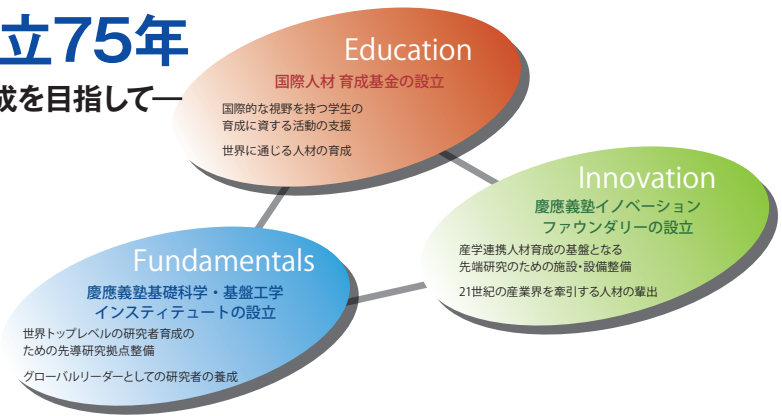 立75年
成を目指して―
Education
国際人材 育成基金の設立
国際的な視野を持つ学生の
育成に資する活動の支援
世界に通じる人材の育成
Innovation
慶應義塾イノベーション
ファウンダリーの設立
産学連携人材育成の基盤となる
先端研究のための施設・設備整備
21世紀の産業界を牽引する人材の輩出
Fundamentals
慶應義塾基礎科学・基盤工学
インスティテュートの設立
世界トップレベルの研究者育成の
ための先導研究拠点整備
グローバルリーダーとしての研究者の養成